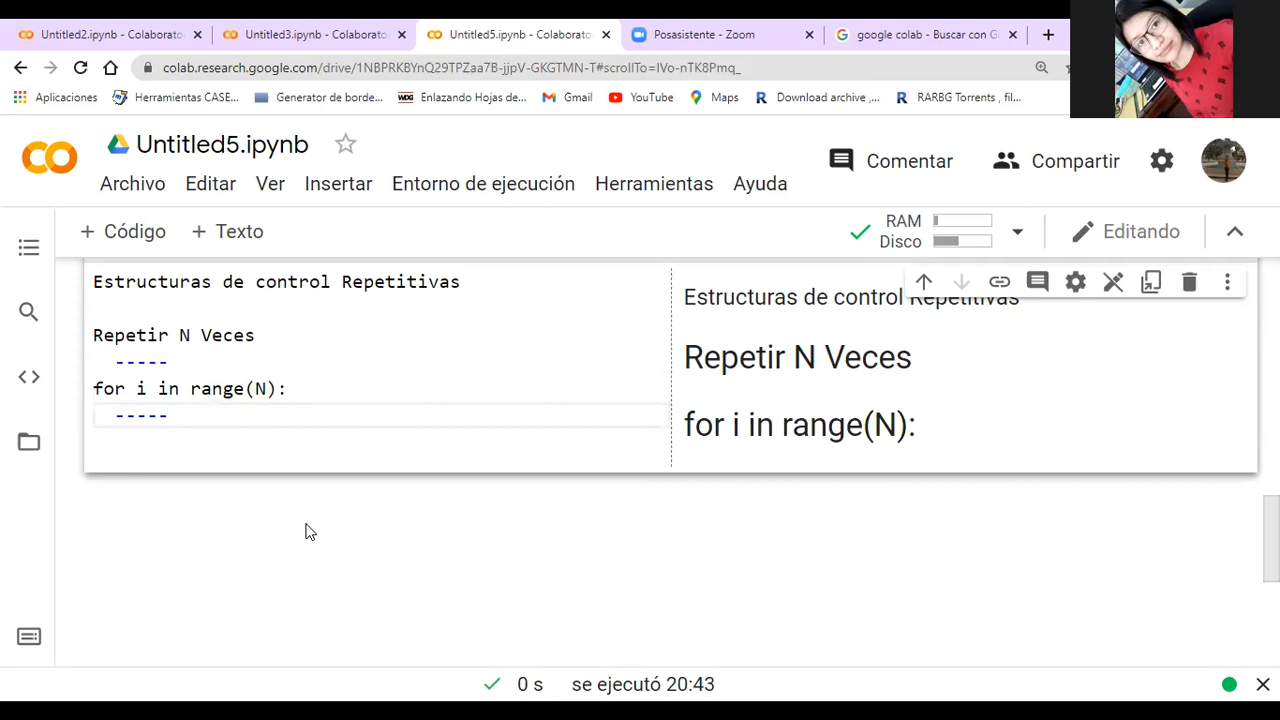 Untitled2.ipynb - Colaborato
Untitled3.ipynb - Colaborato
Untitled5.ipynb - Colaborato
Posasistente - Zoom
google colab - Buscar con G
colab.research.google.com/drive/1NBPRKBPnQ29TPZaa7B-jjpV-GKGTMN-T#scrollTo=IVo-nTK8Pmq_
Aplicaciones
Herramientas CASE...
Generador de borde...
Enlazando Hojas de...
Gmail
YouTube
Maps
Download archive ,...
RARBG Torrents , fil...
Untitled5.ipynb
Comentar
Compartir
Archivo Editar Ver Insertar Entorno de ejecución Herramientas Ayuda
+ Código + Texto
RAM
Disco
Editando
Estructuras de control Repetitivas
Repetir N Veces
-----
for i in range(N):
-----
Estructuras de control Repetitivas
Repetir N Veces
for i in range(N):
0 s se ejecutó 20:43